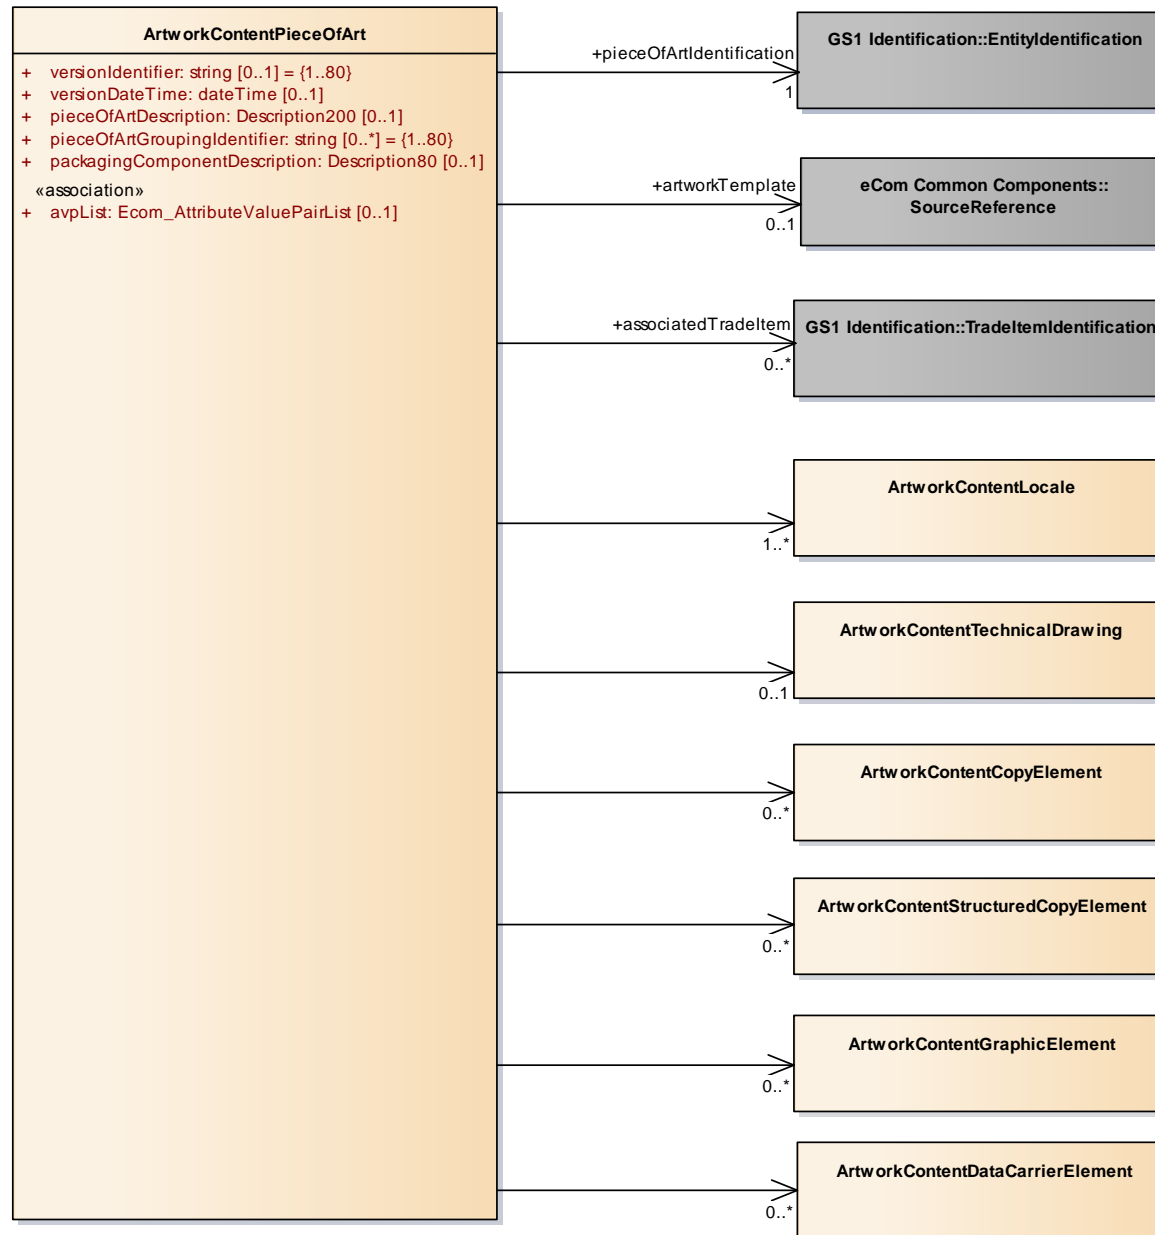 ArtworkContentPieceOfArt
+ versionIdentifier: string [0..1] = {1..80}
+ versionDateTime: dateTime [0..1]
+ pieceOfArtDescription: Description200 [0..1]
+ pieceOfArtGroupingIdentifier: string [0..*] = {1..80}
+ packagingComponentDescription: Description80 [0..1]
«association»
+ avpList: Ecom_AttributeValuePairList [0..1]
+pieceOfArtIdentification
1
GS1 Identification::EntityIdentification
+artworkTemplate
0..1
eCom Common Components::
SourceReference
+associatedTradeItem
0..*
GS1 Identification::TradeItemIdentification
1..*
ArtworkContentLocale
0..1
ArtworkContentTechnicalDrawing
0..*
ArtworkContentCopyElement
0..*
ArtworkContentStructuredCopyElement
0..*
ArtworkContentGraphicElement
0..*
ArtworkContentDataCarrierElement